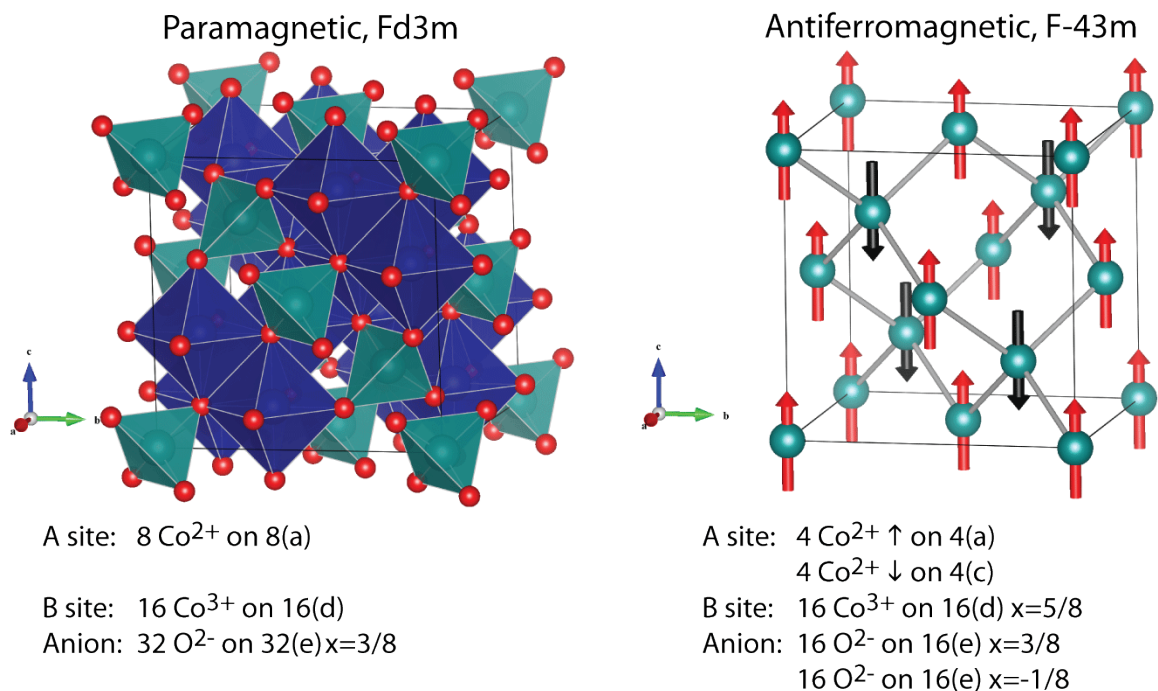 Paramagnetic, Fd3m
Antiferromagnetic, F-43m
c
b
a
c
b
a
A site: 8 Co2+ on 8(a)
B site: 16 Co3+ on 16(d)
Anion: 32 O2- on 32(e) x=3/8
A site: 4 Co2+ ↑ on 4(a)
4 Co2+ ↓ on 4(c)
B site: 16 Co3+ on 16(d) x=5/8
Anion: 16 O2- on 16(e) x=3/8
16 O2- on 16(e) x=-1/8